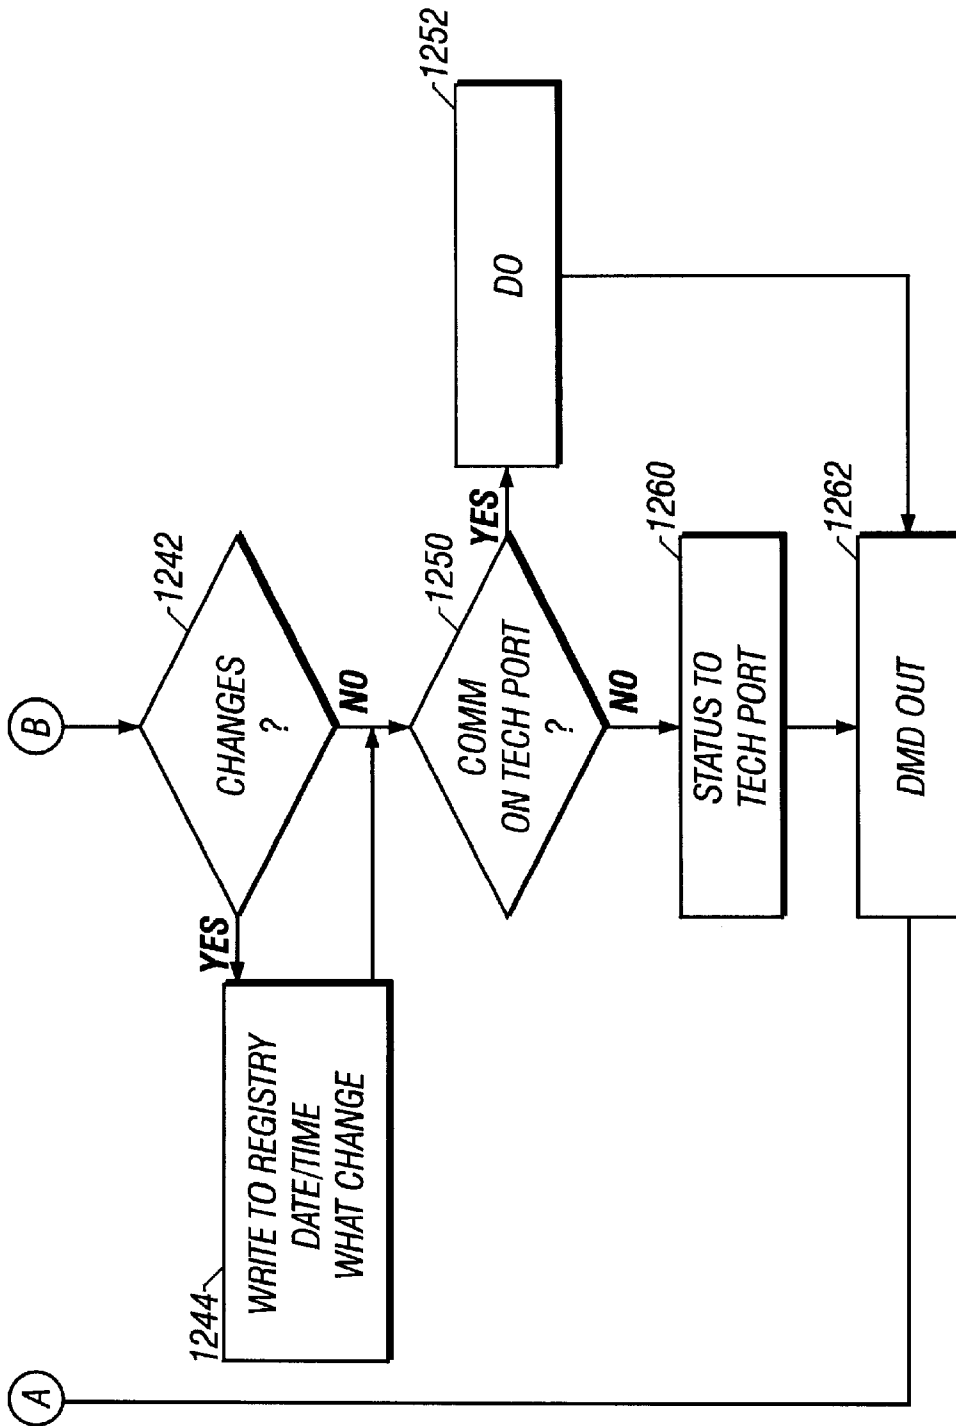 A
B
1242
CHANGES
?
YES
NO
1244
WRITE TO REGISTRY
DATE/TIME
WHAT CHANGE
1250
COMM
ON TECH PORT
?
YES
NO
1252
DO
1260
STATUS TO
TECH PORT
1262
DMD OUT